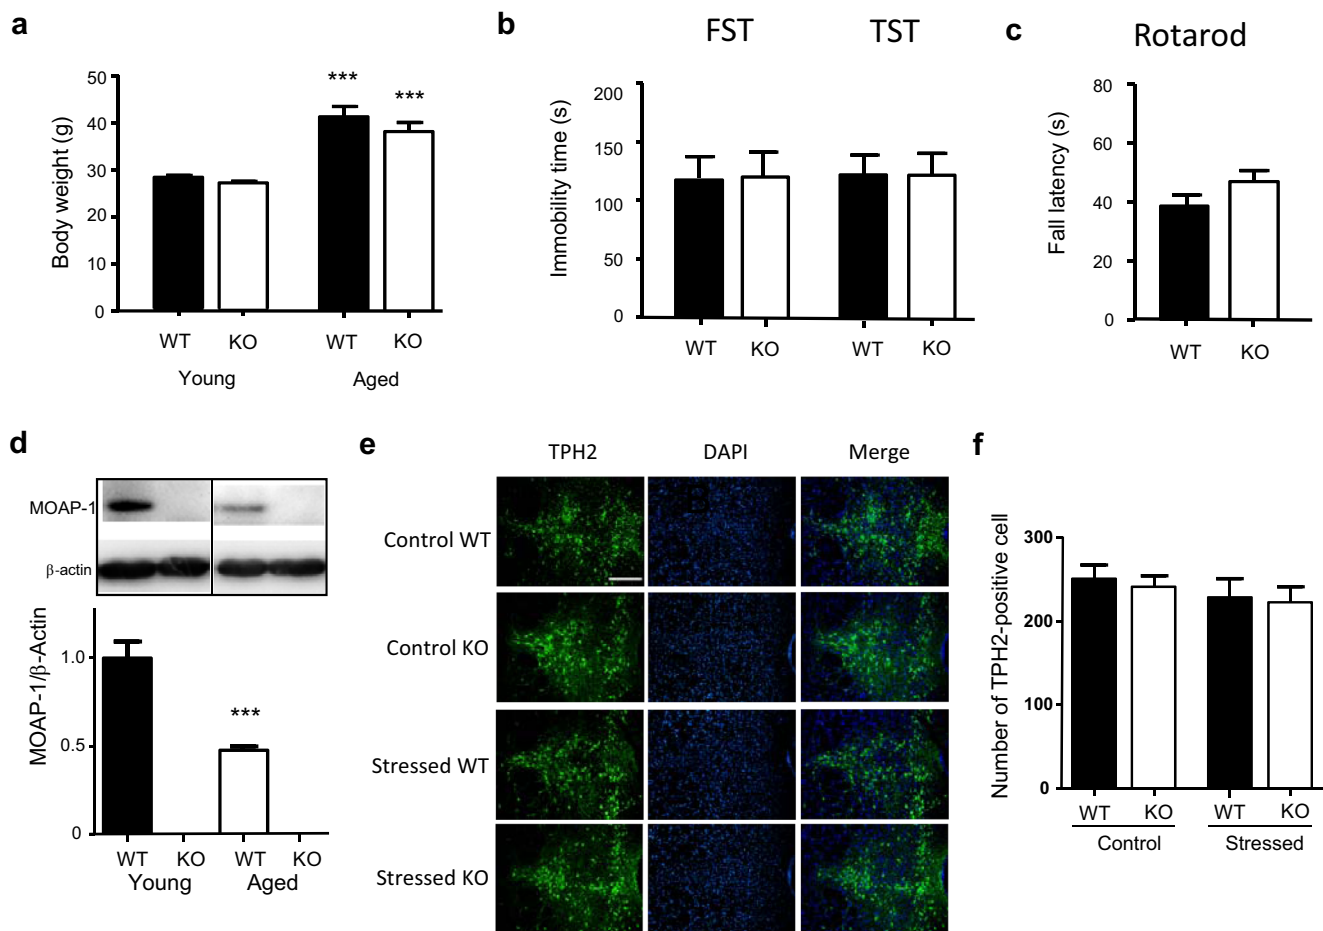 a
Body weight (g)
50
40
30
20
10
0
***
***
WT
KO
WT
KO
Young
Aged
b
FST
TST
Immobility time (s)
200
150
100
50
0
WT
KO
WT
KO
c
Rotarod
Fall latency (s)
80
60
40
20
0
WT
KO
d
MOAP-1
β-actin
MOAP-1/β-Actin
1.0
0.5
0
***
WT
KO
WT
KO
Young
Aged
e
TPH2
DAPI
Merge
Control WT
Control KO
Stressed WT
Stressed KO
f
Number of TPH2-positive cell
300
200
100
0
WT
KO
WT
KO
Control
Stressed